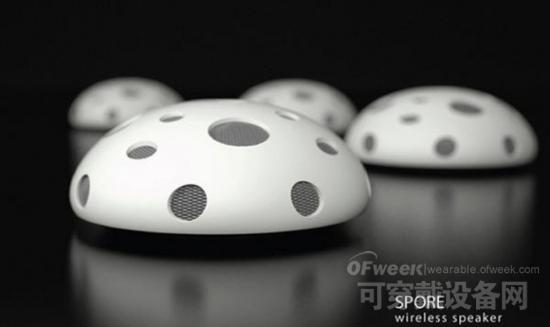 OFweek | wearable.ofweek.com
可穿戴设备网
SPORE
wireless speaker